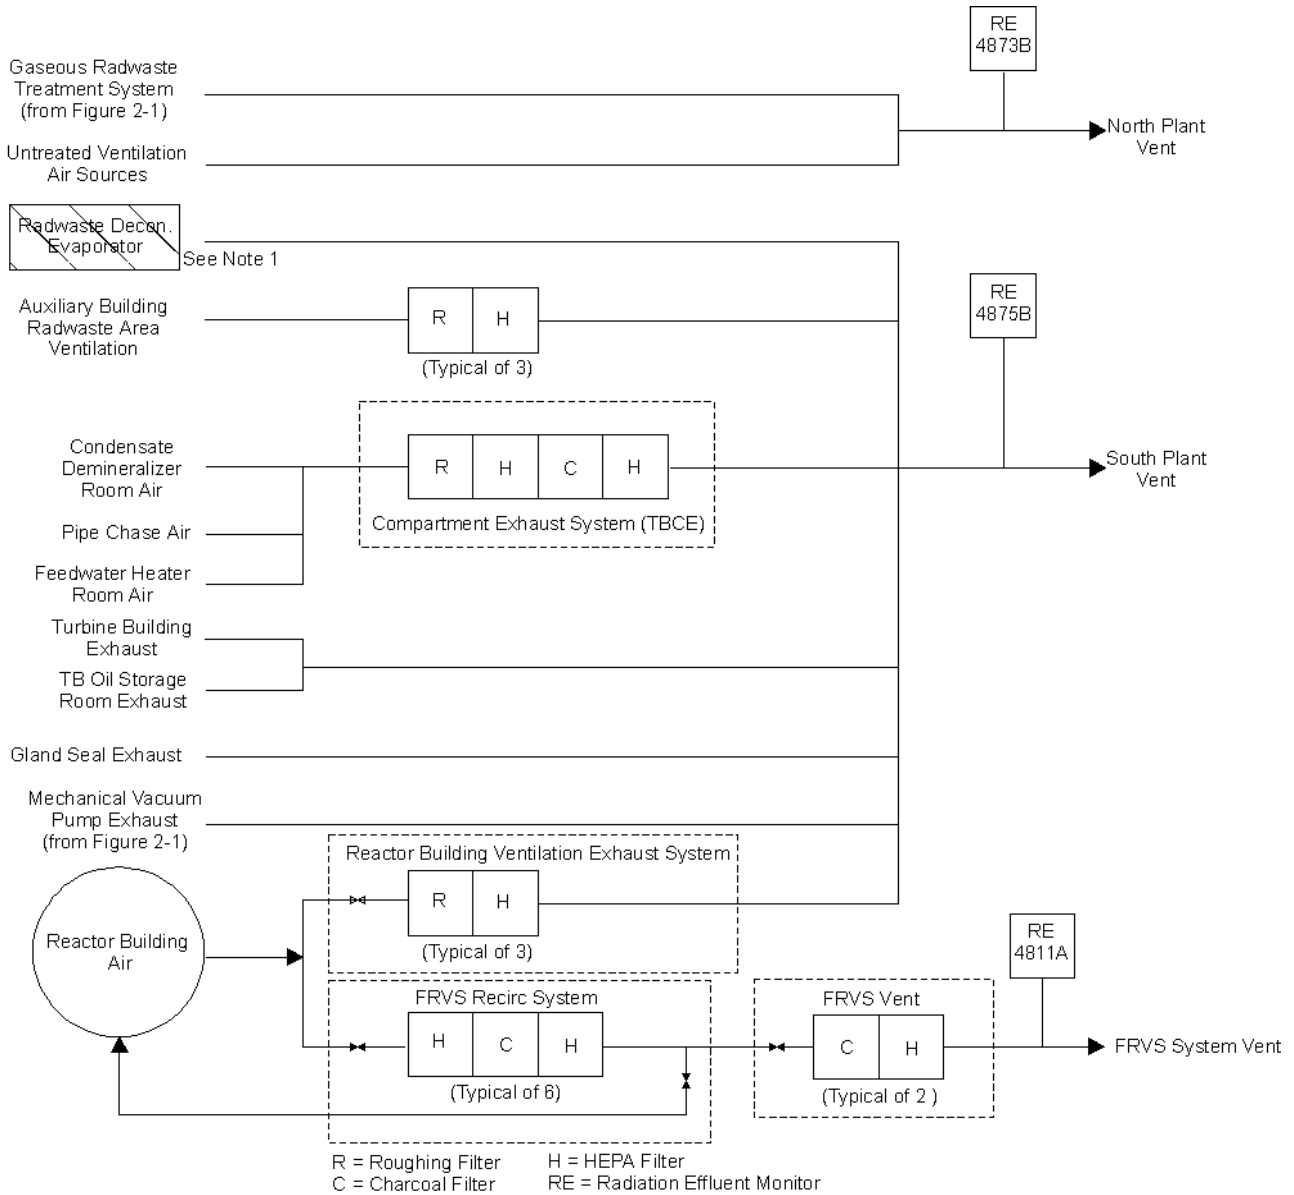 RE
4873B
Gaseous Radwaste
Treatment System
(from Figure 2-1)
North Plant
Vent
Untreated Ventilation
Air Sources
Radwaste Decon.
Evaporator
See Note 1
RE
4875B
Auxiliary Building
Radwaste Area
Ventilation
R H
(Typical of 3)
Condensate
Demineralizer
Room Air
R H C H
South Plant
Vent
Compartment Exhaust System (TBCE)
Pipe Chase Air
Feedwater Heater
Room Air
Turbine Building
Exhaust
TB Oil Storage
Room Exhaust
Gland Seal Exhaust
Mechanical Vacuum
Pump Exhaust
(from Figure 2-1)
Reactor Building Ventilation Exhaust System
R H
(Typical of 3)
Reactor Building
Air
RE
4811A
FRVS Recirc System
H C H
(Typical of 6)
FRVS Vent
C H
(Typical of 2 )
FRVS System Vent
R = Roughing Filter
H = HEPA Filter
C = Charcoal Filter
RE = Radiation Effluent Monitor